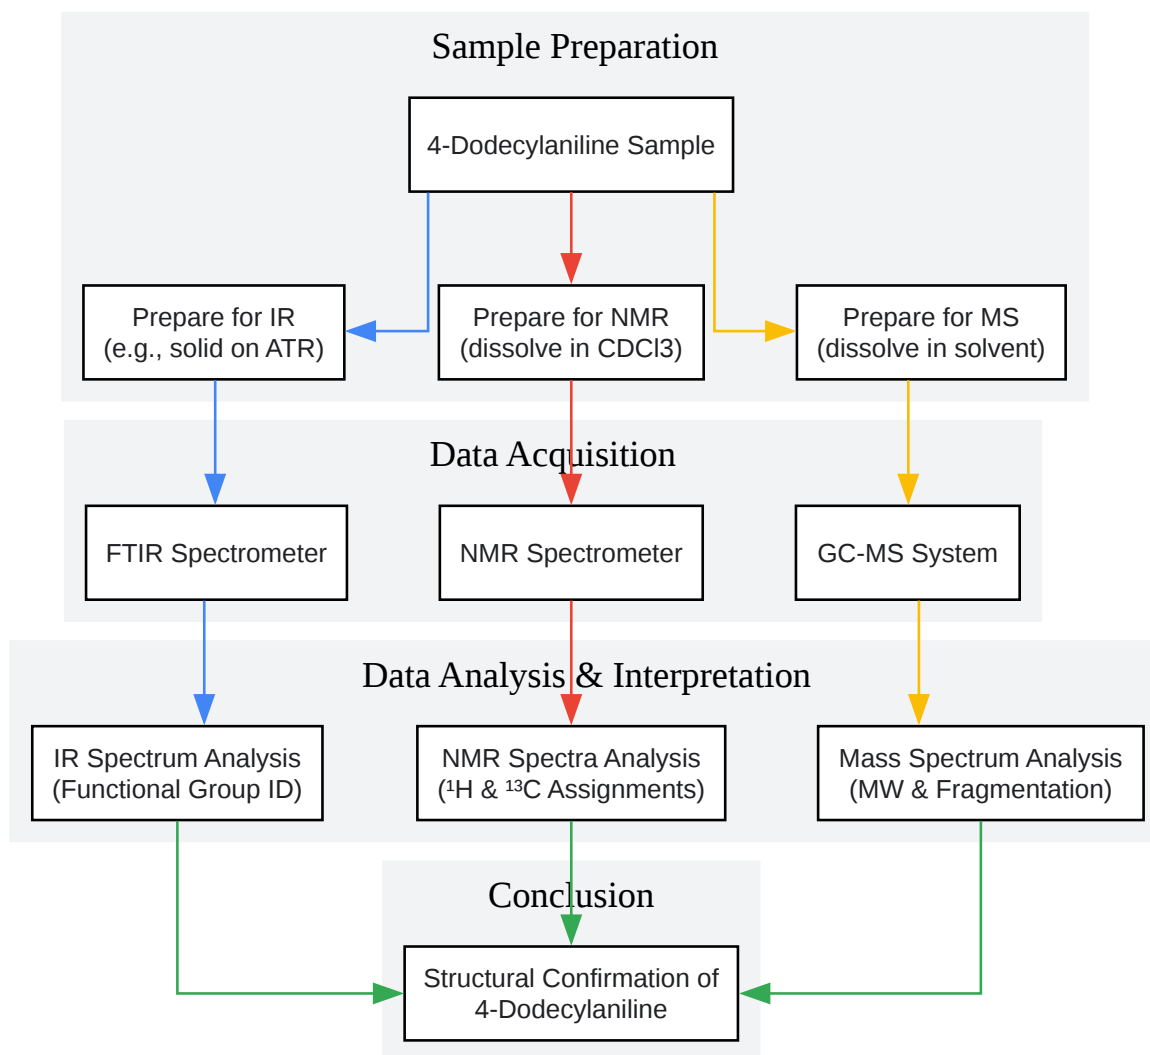 Sample Preparation
4-Dodecylaniline Sample
Prepare for IR
(e.g., solid on ATR)
Prepare for NMR
(dissolve in CDCl3)
Prepare for MS
(dissolve in solvent)
Data Acquisition
FTIR Spectrometer
NMR Spectrometer
GC-MS System
Data Analysis & Interpretation
IR Spectrum Analysis
(Functional Group ID)
NMR Spectra Analysis
(¹H & ¹³C Assignments)
Mass Spectrum Analysis
(MW & Fragmentation)
Conclusion
Structural Confirmation of
4-Dodecylaniline